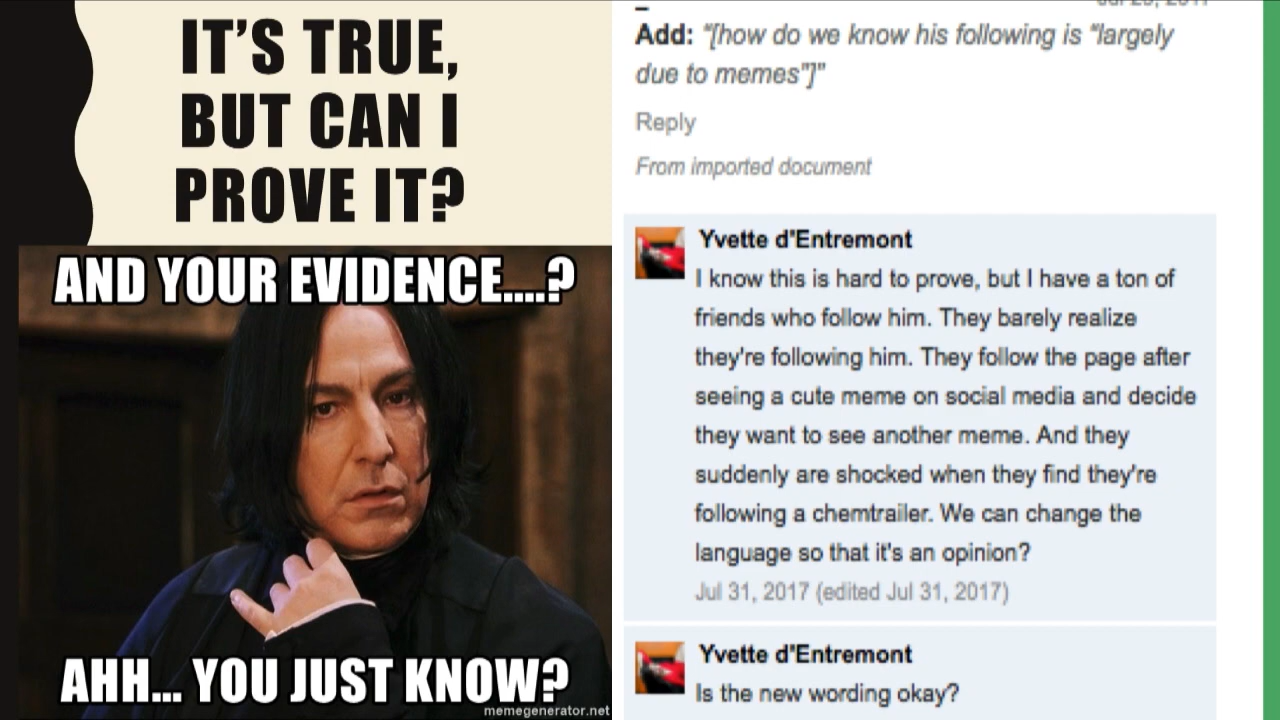 IT'S TRUE,
BUT CAN I
PROVE IT?
AND YOUR EVIDENCE....?
AHH... YOU JUST KNOW?
memegenerator.net
Add: "[how do we know his following is "largely
due to memes"]"
Reply
From imported document
Yvette d'Entremont
I know this is hard to prove, but I have a ton of
friends who follow him. They barely realize
they're following him. They follow the page after
seeing a cute meme on social media and decide
they want to see another meme. And they
suddenly are shocked when they find they're
following a chemtrailer. We can change the
language so that it's an opinion?
Jul 31, 2017 (edited Jul 31, 2017)
Yvette d'Entremont
Is the new wording okay?